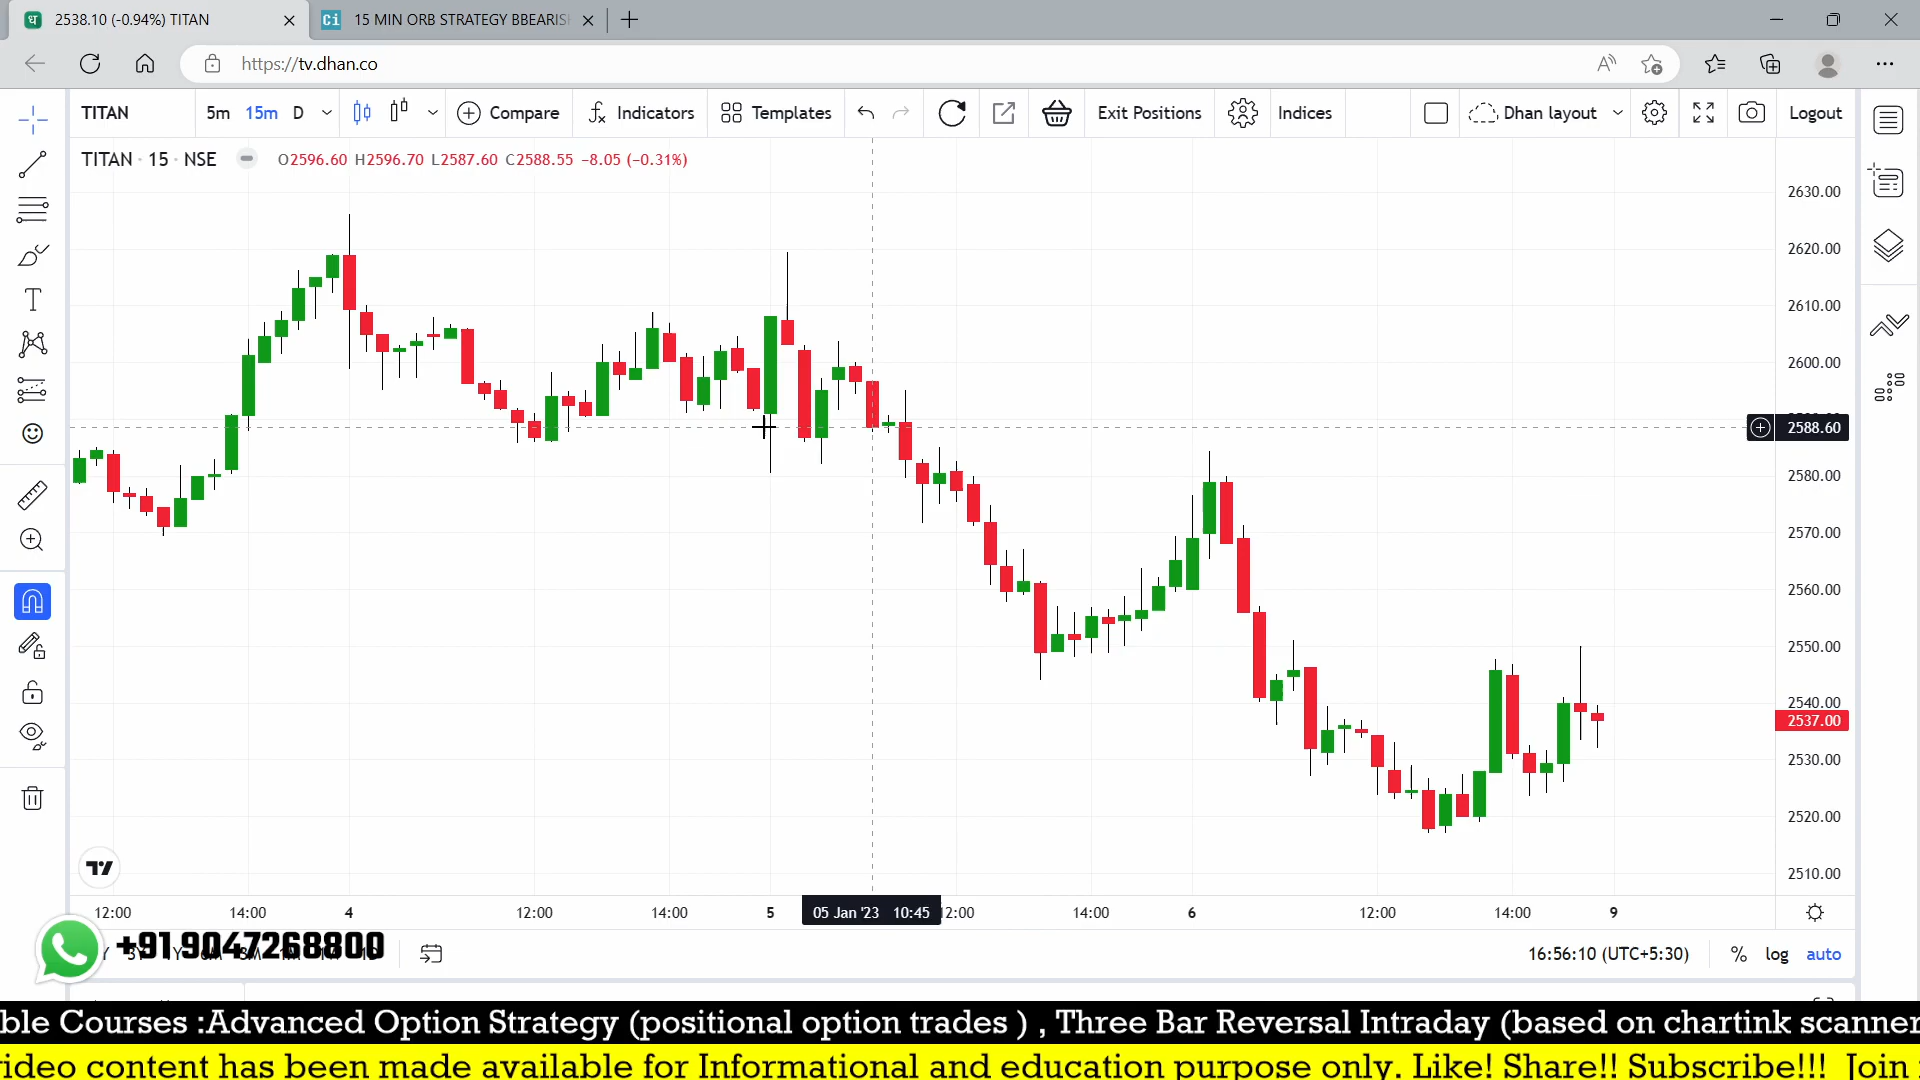 2538.10 (-0.94%) TITAN
15 MIN ORB STRATEGY BBEARIS
https://tv.dhan.co
TITAN 5m 15m D Compare Indicators Templates Exit Positions Indices Dhan layout Logout
TITAN · 15 · NSE O2596.60 H2596.70 L2587.60 C2588.55 −8.05 (−0.31%)
2630.00
2620.00
2610.00
2600.00
2588.60
2580.00
2570.00
2560.00
2550.00
2540.00
2537.00
2530.00
2520.00
2510.00
12:00 14:00 4 12:00 14:00 5 05 Jan '23 10:45 2:00 14:00 6 12:00 14:00 9
+91 9047268800
16:56:10 (UTC+5:30) % log auto
ble Courses :Advanced Option Strategy (positional option trades ) , Three Bar Reversal Intraday (based on chartink scanner
video content has been made available for Informational and education purpose only. Like! Share!! Subscribe!!! Join